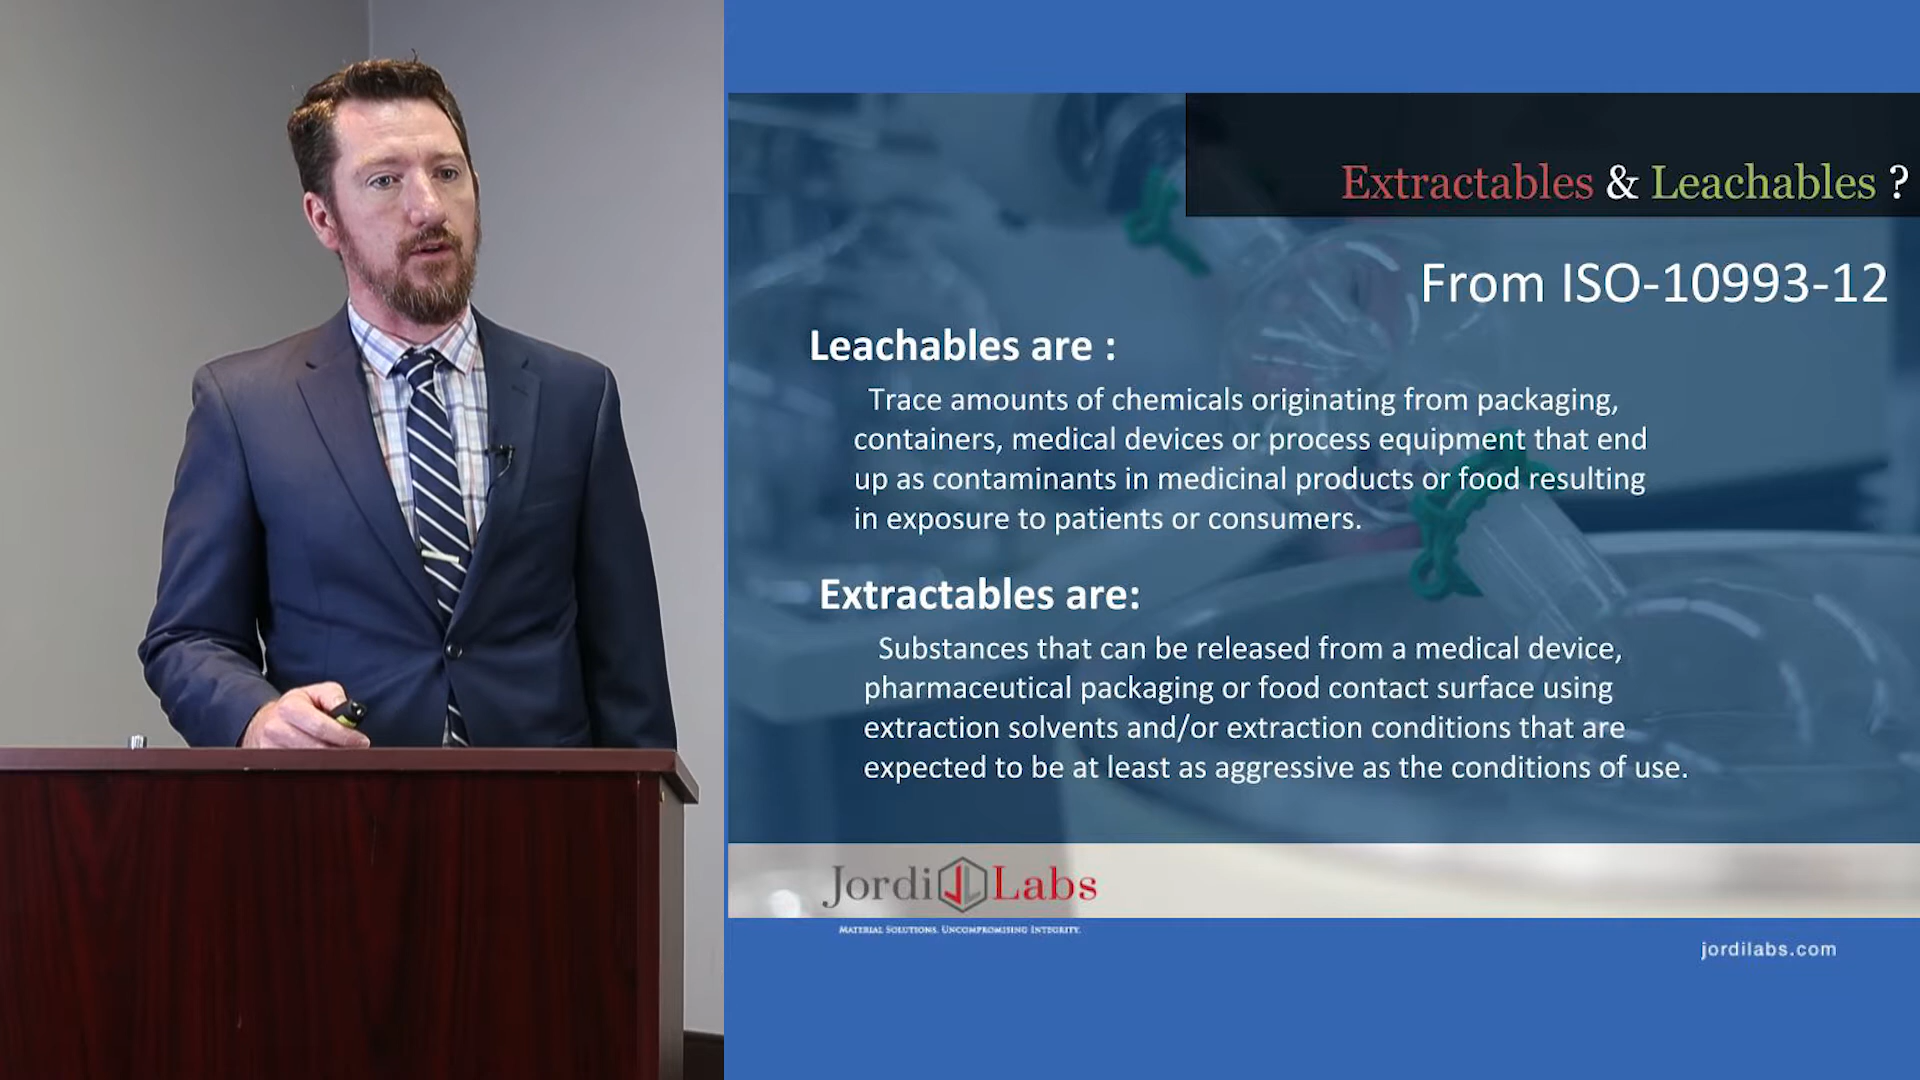 Extractables & Leachables ?
From ISO-10993-12
Leachables are :
Trace amounts of chemicals originating from packaging,
containers, medical devices or process equipment that end
up as contaminants in medicinal products or food resulting
in exposure to patients or consumers.
Extractables are:
Substances that can be released from a medical device,
pharmaceutical packaging or food contact surface using
extraction solvents and/or extraction conditions that are
expected to be at least as aggressive as the conditions of use.
Jordi JL Labs
Material Solutions. Uncompromising Integrity.
jordilabs.com